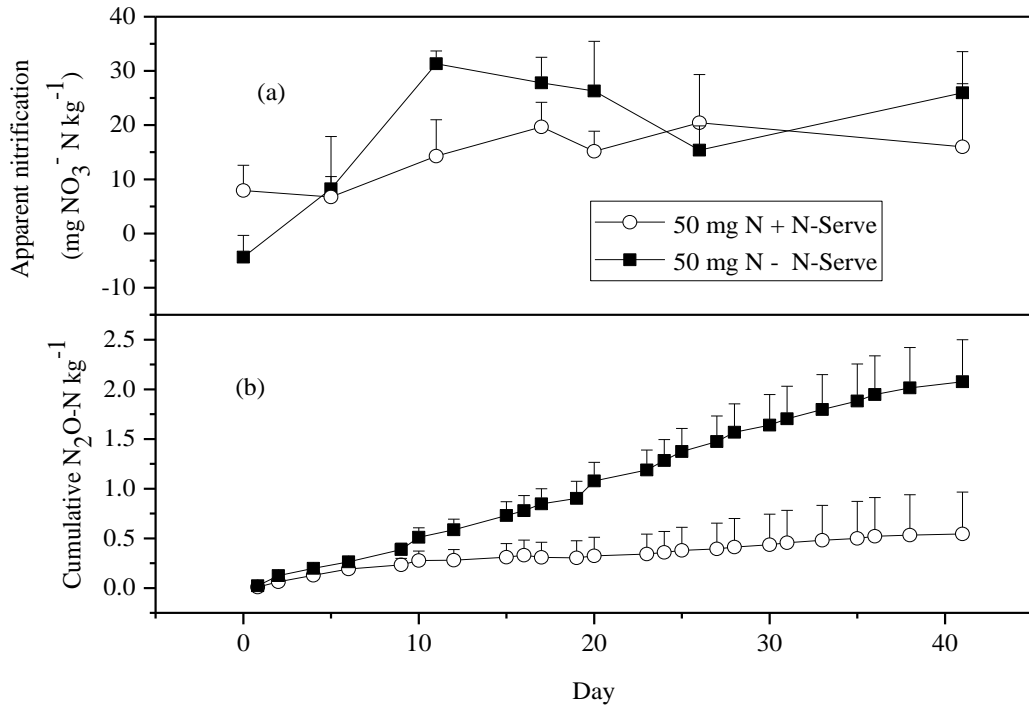 Apparent nitrification
(mg NO₃⁻ N kg⁻¹)
40
30
20
10
0
-10
(a)
50 mg N + N-Serve
50 mg N - N-Serve
Cumulative N₂O-N kg⁻¹
2.5
2.0
1.5
1.0
0.5
0.0
(b)
0 10 20 30 40
Day